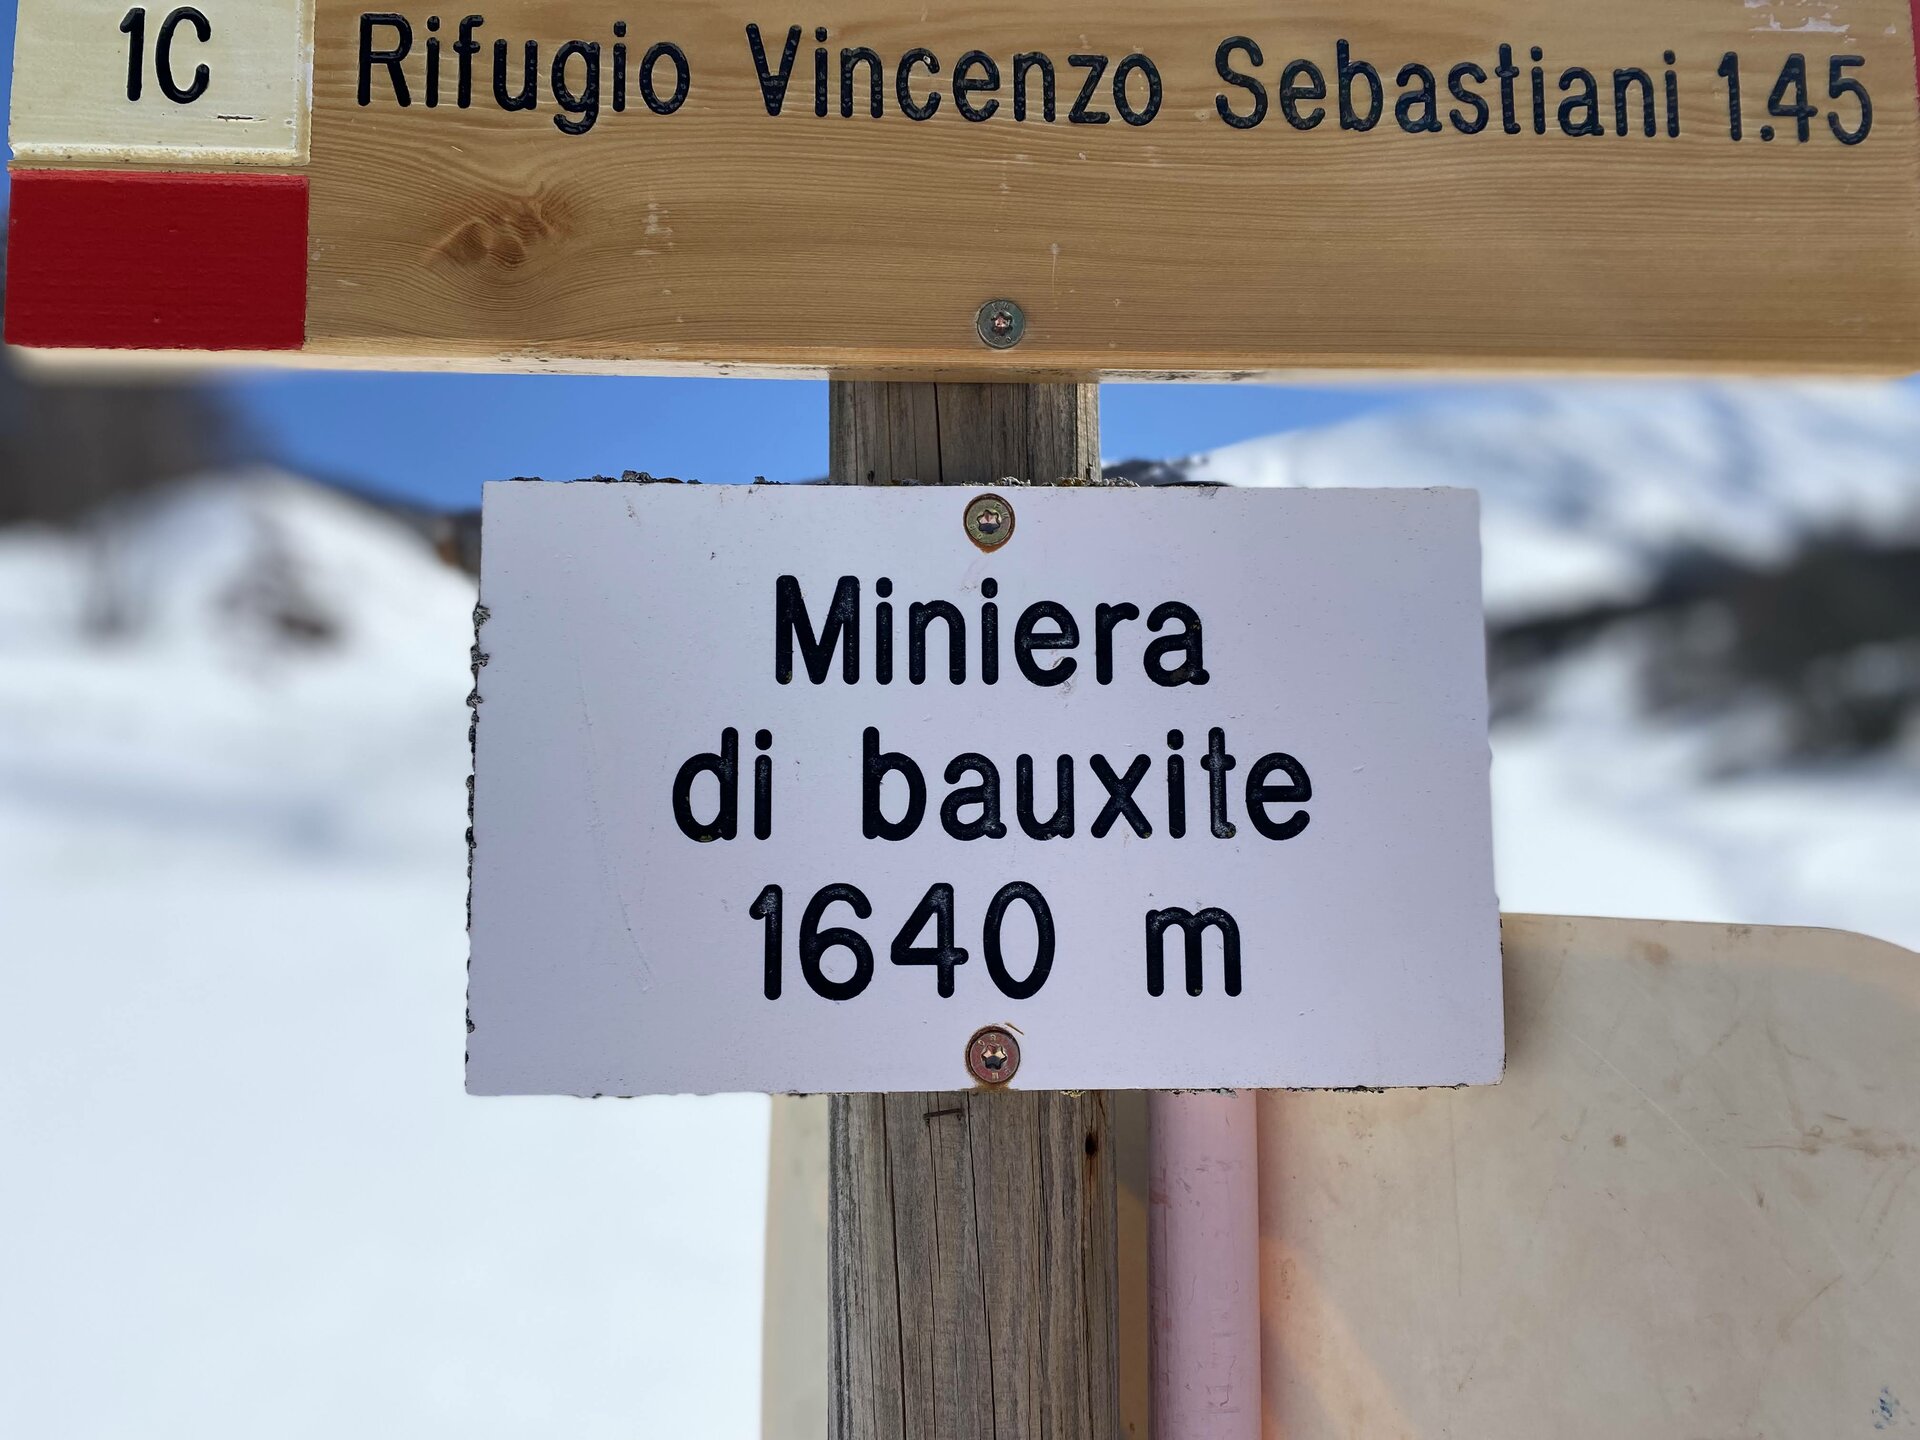 1C
Rifugio Vincenzo Sebastiani 1.45
Miniera
di bauxite
1640 m